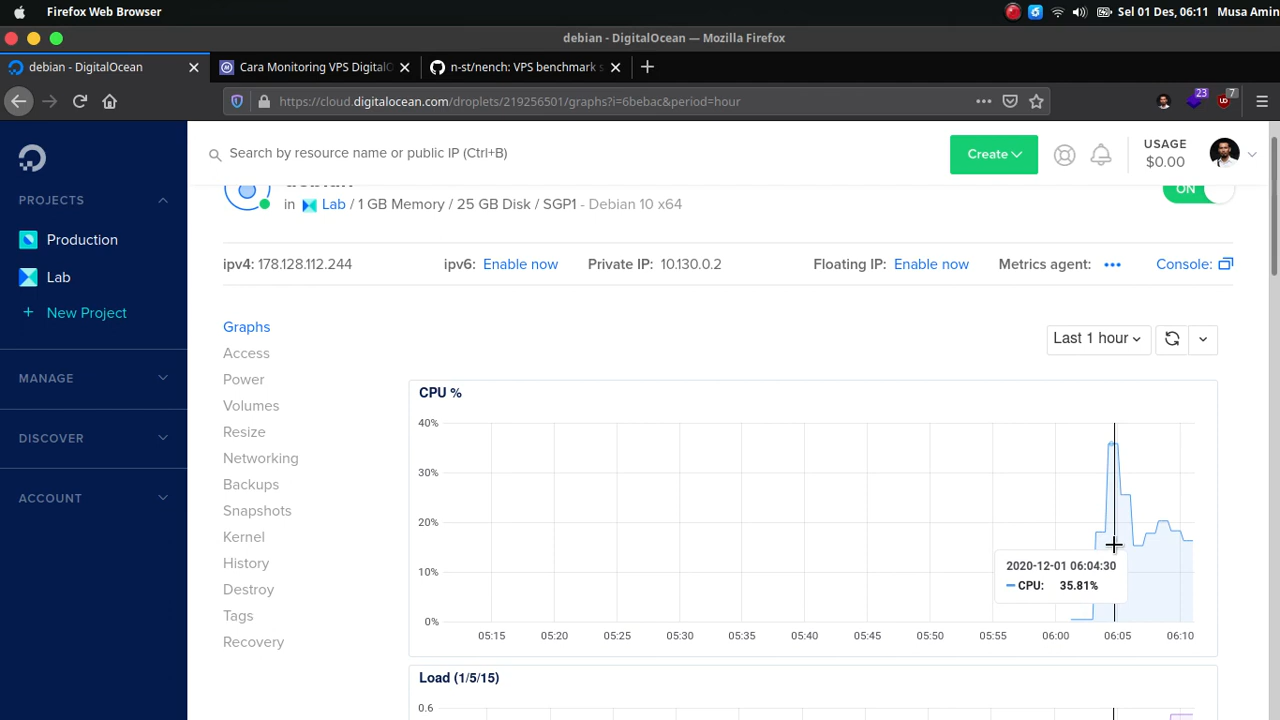 Firefox Web Browser
Sel 01 Des, 06:11 Musa Amin
debian - DigitalOcean — Mozilla Firefox
debian - DigitalOcean
Cara Monitoring VPS DigitalO
n-st/nench: VPS benchmark s
https://cloud.digitalocean.com/droplets/219256501/graphs?i=6bebac&period=hour
23
7
UD
Search by resource name or public IP (Ctrl+B)
Create
USAGE
$0.00
PROJECTS
Production
Lab
+ New Project
MANAGE
DISCOVER
ACCOUNT
in Lab / 1 GB Memory / 25 GB Disk / SGP1 - Debian 10 x64
ON
ipv4: 178.128.112.244
ipv6: Enable now
Private IP: 10.130.0.2
Floating IP: Enable now
Metrics agent: •••
Console:
Graphs
Access
Power
Volumes
Resize
Networking
Backups
Snapshots
Kernel
History
Destroy
Tags
Recovery
Last 1 hour
CPU %
40%
30%
20%
10%
0%
2020-12-01 06:04:30
CPU: 35.81%
05:15 05:20 05:25 05:30 05:35 05:40 05:45 05:50 05:55 06:00 06:05 06:10
Load (1/5/15)
0.6